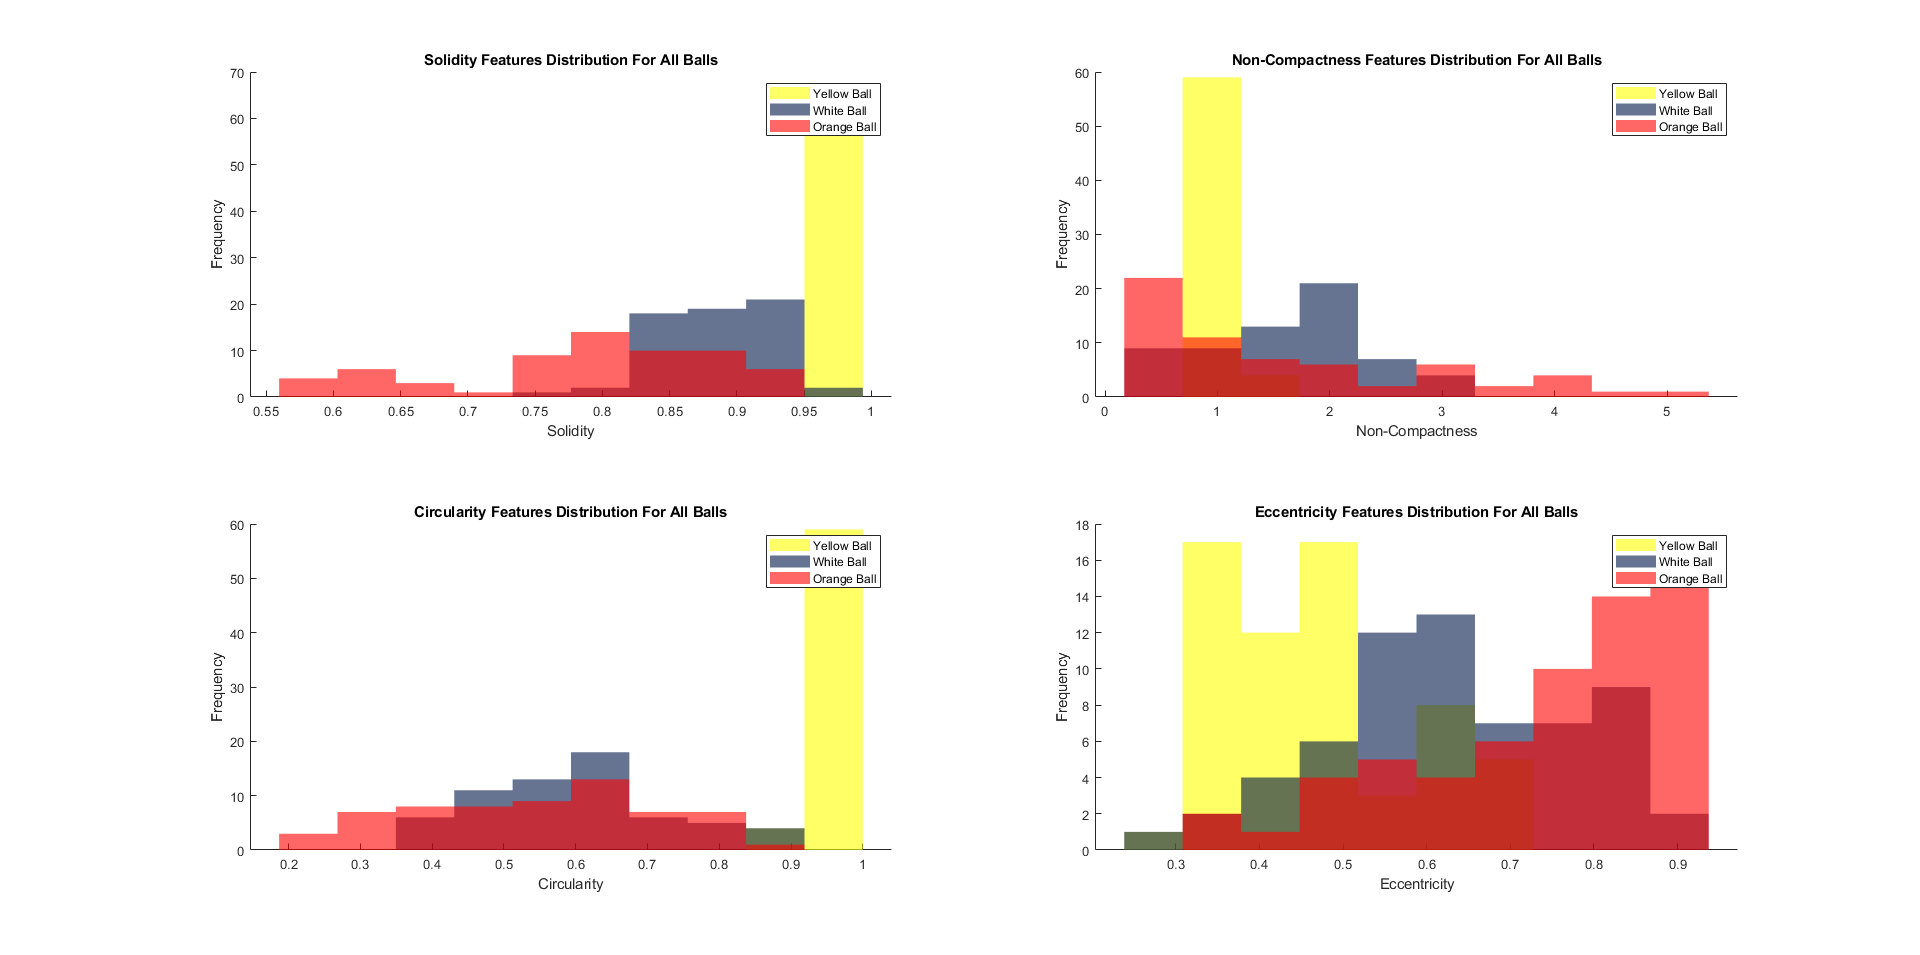 Solidity Features Distribution For All Balls
70
60
50
40
30
20
10
0
Frequency
Yellow Ball
White Ball
Orange Ball
0.55 0.6 0.65 0.7 0.75 0.8 0.85 0.9 0.95 1
Solidity
Non-Compactness Features Distribution For All Balls
60
50
40
30
20
10
0
Frequency
Yellow Ball
White Ball
Orange Ball
0 1 2 3 4 5
Non-Compactness
Circularity Features Distribution For All Balls
60
50
40
30
20
10
0
Frequency
Yellow Ball
White Ball
Orange Ball
0.2 0.3 0.4 0.5 0.6 0.7 0.8 0.9 1
Circularity
Eccentricity Features Distribution For All Balls
18
16
14
12
10
8
6
4
2
0
Frequency
Yellow Ball
White Ball
Orange Ball
0.3 0.4 0.5 0.6 0.7 0.8 0.9
Eccentricity